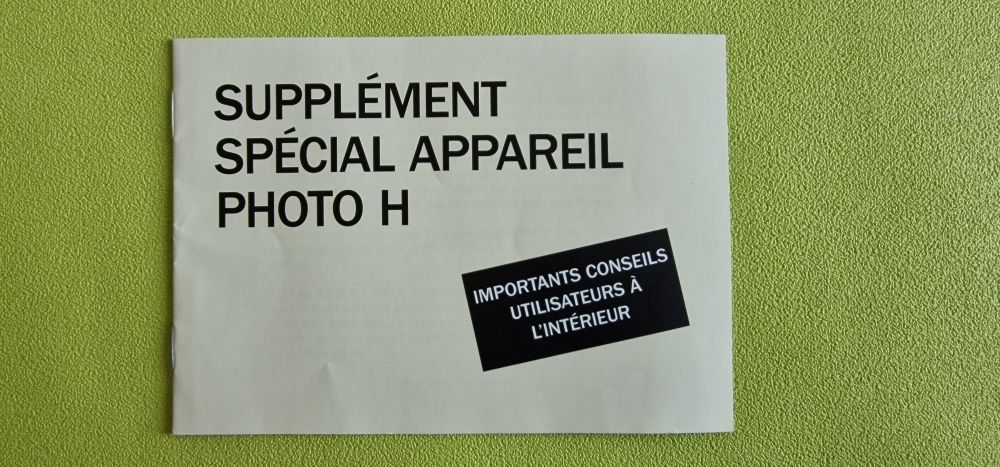 SUPPLÉMENT
SPÉCIAL APPAREIL
PHOTO H
IMPORTANTS CONSEILS
UTILISATEURS À
L'INTÉRIEUR